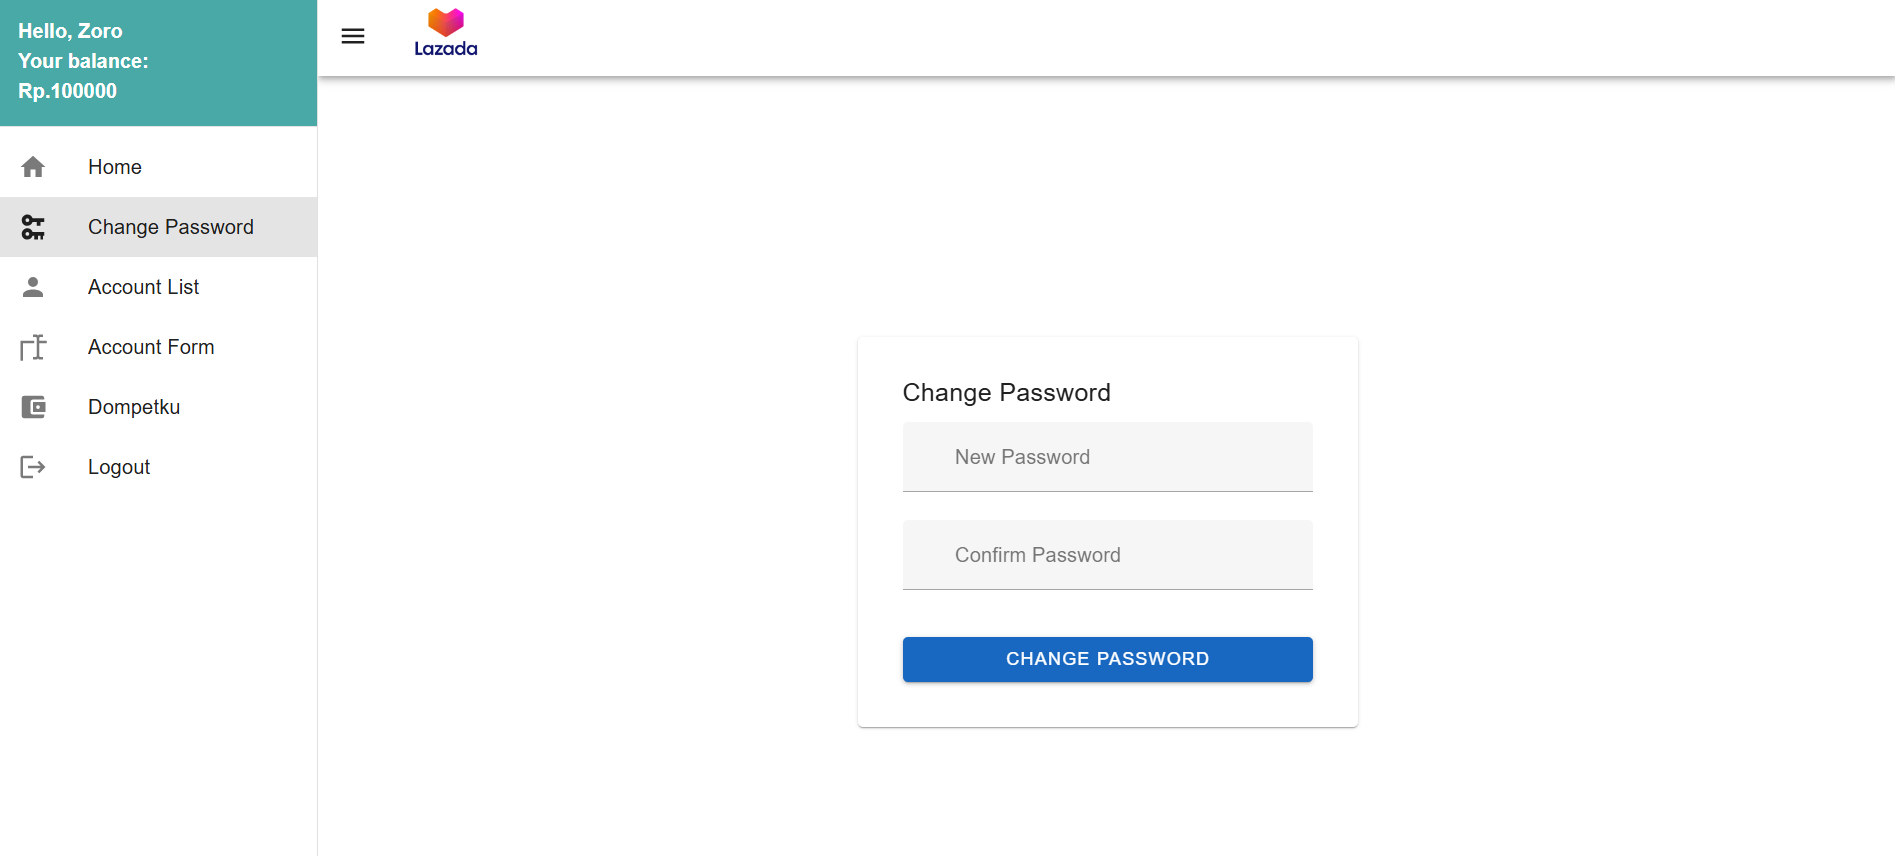 Hello, Zoro
Your balance:
Rp.100000
Lazada
Home
Change Password
Account List
Account Form
Dompetku
Logout
Change Password
New Password
Confirm Password
CHANGE PASSWORD